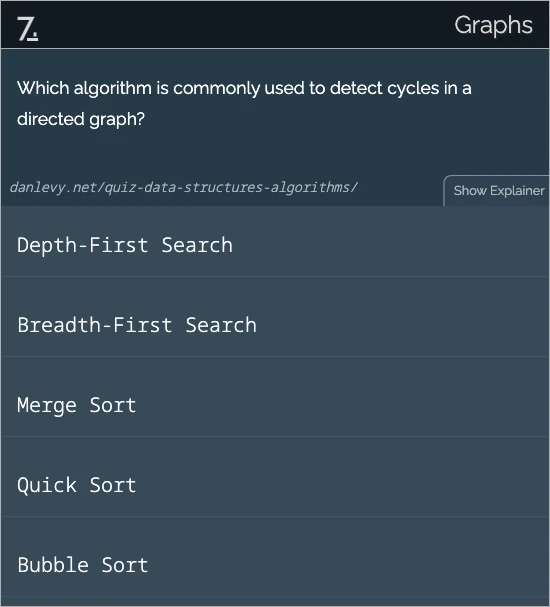 7.
Graphs
Which algorithm is commonly used to detect cycles in a
directed graph?
danlevy.net/quiz-data-structures-algorithms/
Show Explainer
Depth-First Search
Breadth-First Search
Merge Sort
Quick Sort
Bubble Sort